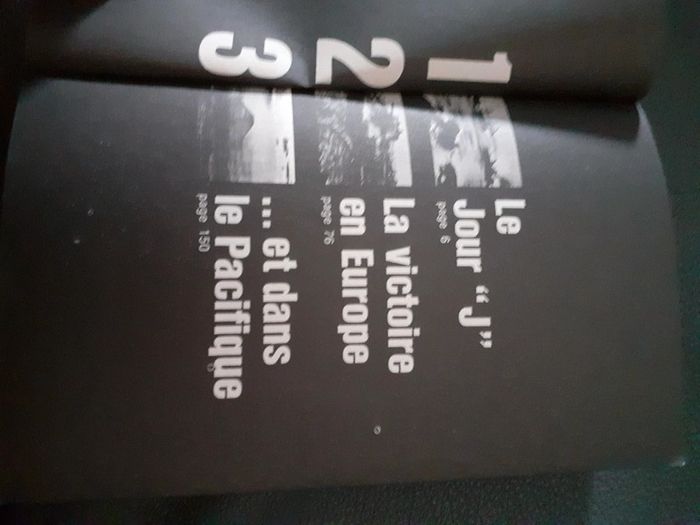 1
Le
Jour “J”
page 6
2
La victoire
en Europe
page 76
3
... et dans
le Pacifique
page 150